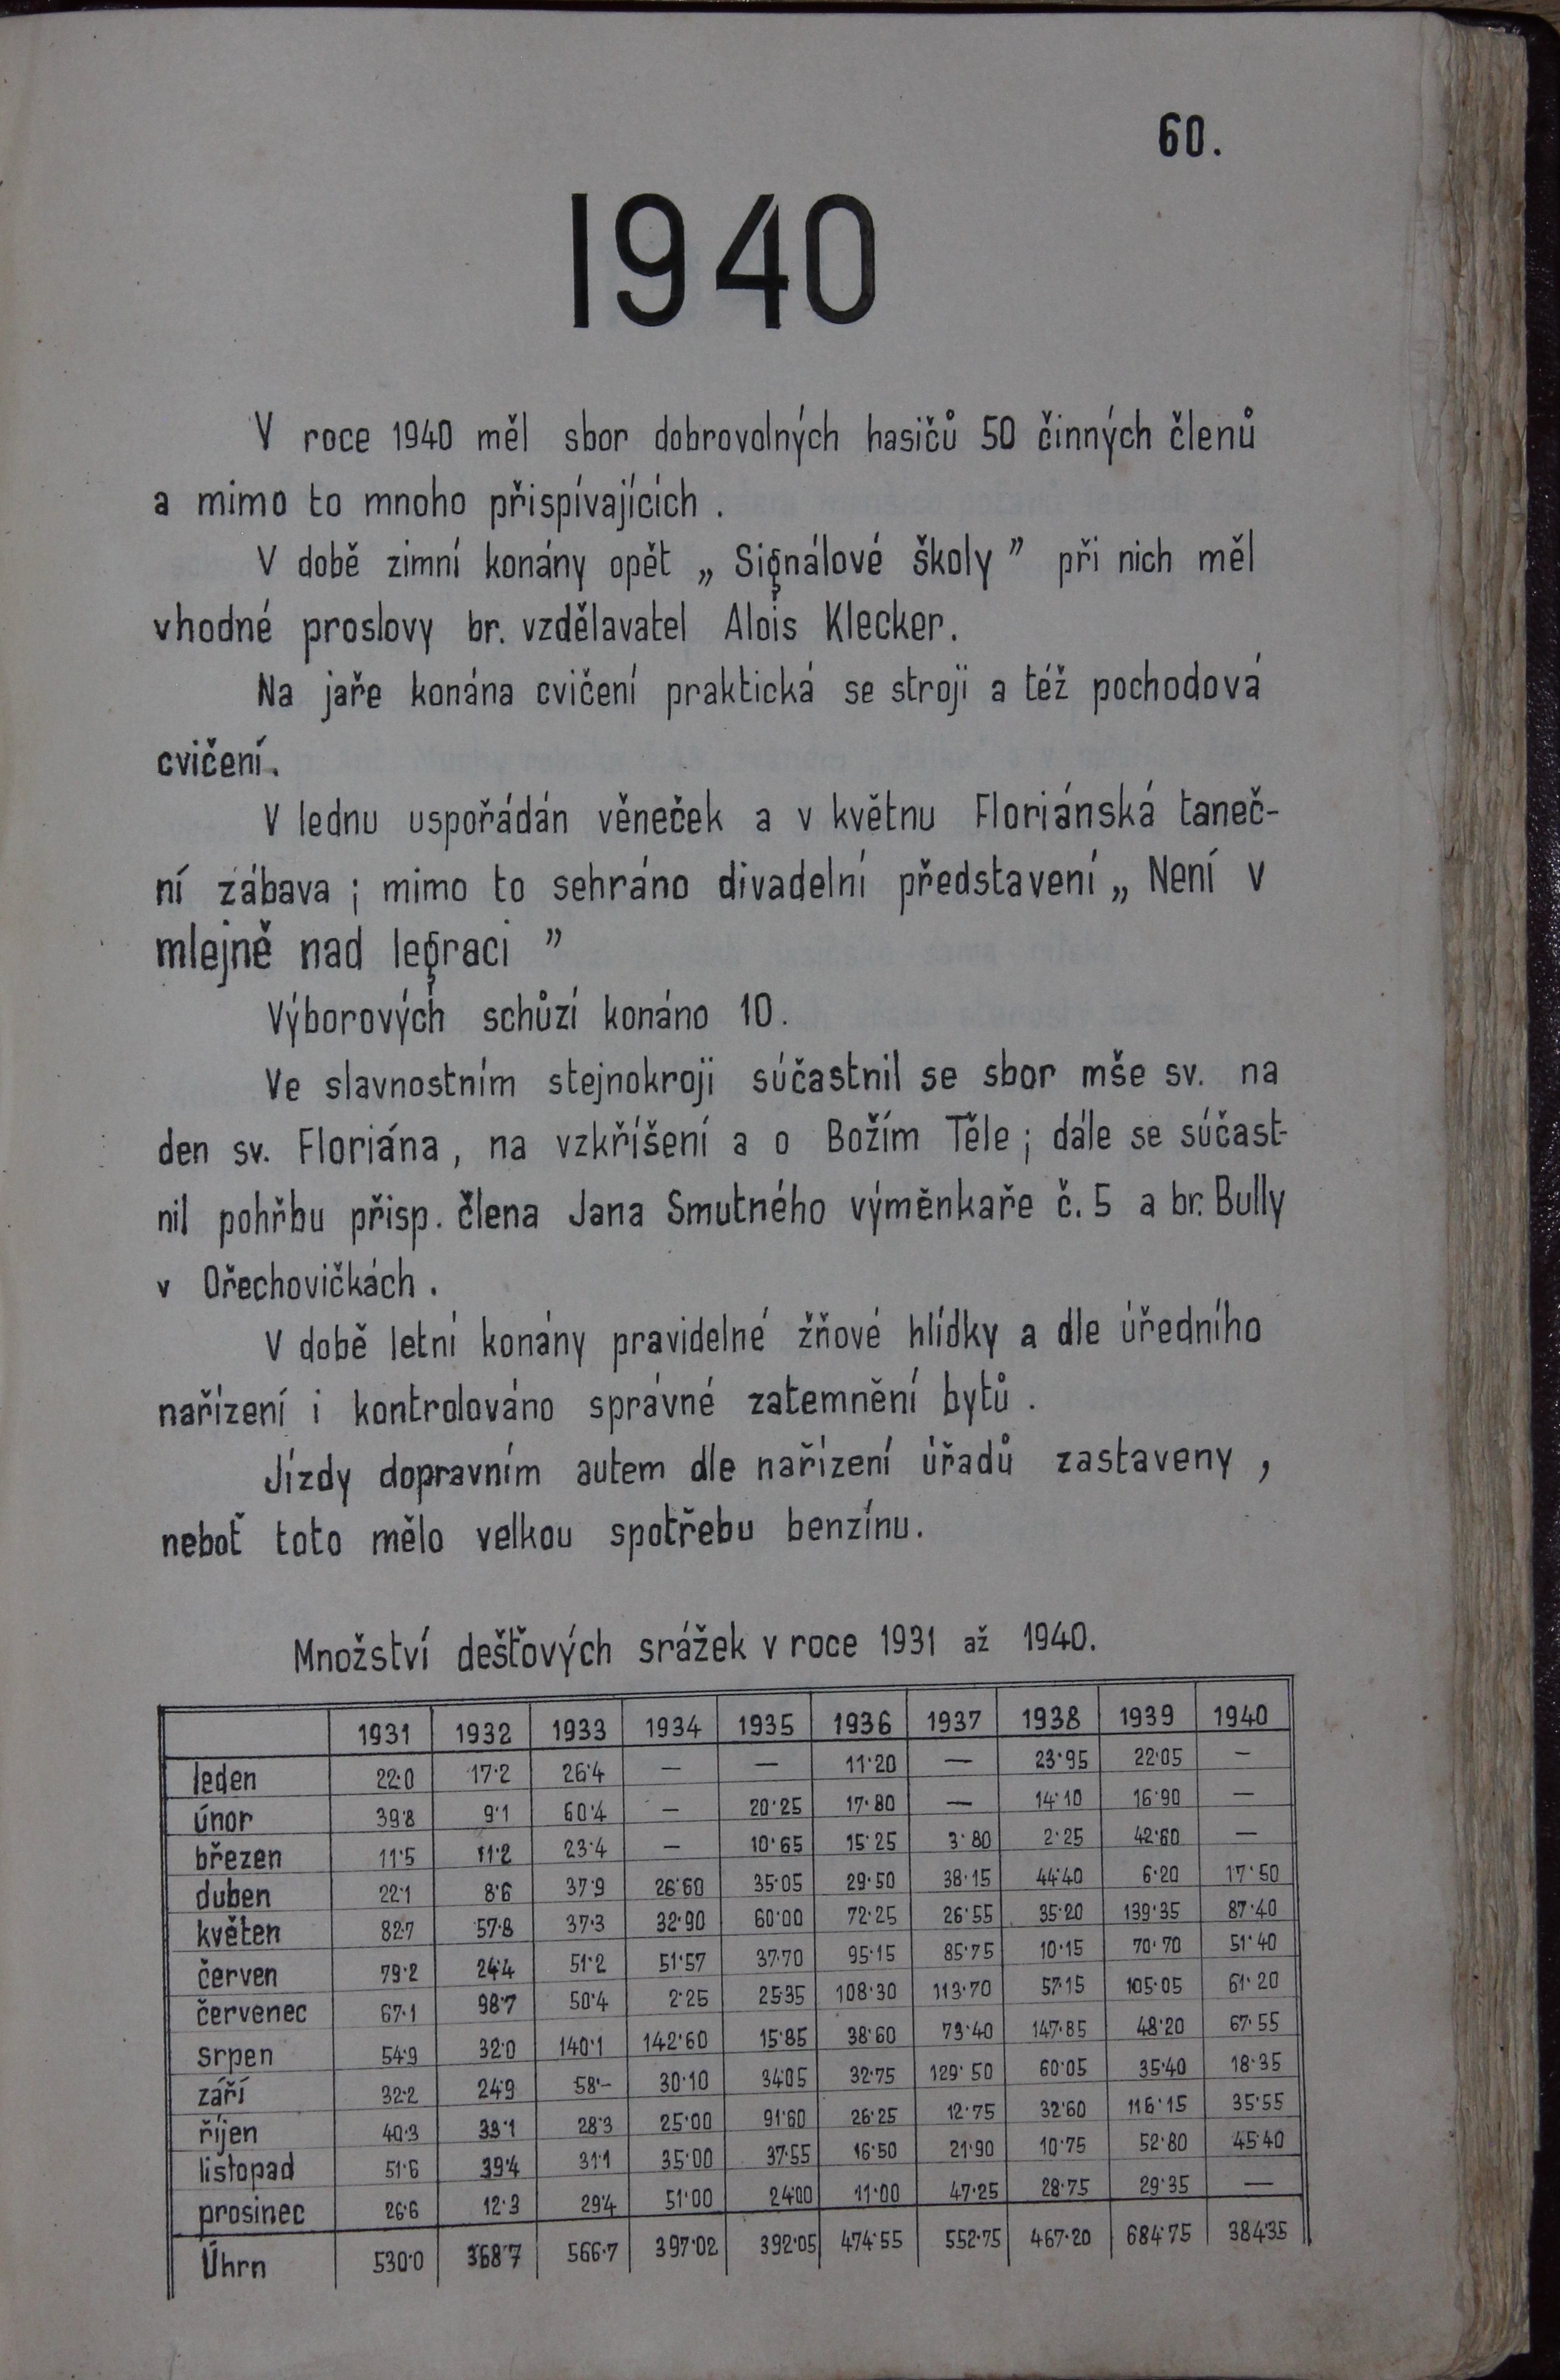 60.
1940
V roce 1940 měl sbor dobrovolných hasičů 50 činných členů
a mimo to mnoho přispívajících .
V době zimní konány opět „ Signálové školy ” při nich měl
vhodné proslovy br. vzdělavatel Alois Klecker.
Na jaře konána cvičení praktická se stroji a též pochodová
cvičení.
V lednu uspořádán věneček a v květnu Floriánská taneč-
ní zábava ; mimo to sehráno divadelní představení „ Není v
mlejně nad legraci ”
Výborových schůzí konáno 10.
Ve slavnostním stejnokroji súčastnil se sbor mše sv. na
den sv. Floriána, na vzkříšení a o Božím Těle ; dále se súčast-
nil pohřbu přisp. člena Jana Smutného výměnkaře č. 5 a br. Bully
v Ořechovičkách .
V době letní konány pravidelné žňové hlídky a dle úředního
nařízení i kontrolováno správné zatemnění bytů .
Jízdy dopravním autem dle nařízení úřadů zastaveny ,
neboť toto mělo velkou spotřebu benzínu.
Množství dešťových srážek v roce 1931 až 1940.
1931 1932 1933 1934 1935 1936 1937 1938 1939 1940
leden 22·0 17·2 26·4 — — 11·20 — 23·95 22·05 —
únor 39·8 9·1 60·4 — 20·25 17·80 — 14·10 16·90 —
březen 11·5 11·2 23·4 — 10·65 15·25 3·80 2·25 42·60 —
duben 22·1 8·6 37·9 26·60 35·05 29·50 38·15 44·40 6·20 17·50
květen 82·7 57·8 37·3 32·90 60·00 72·25 26·55 35·20 139·35 87·40
červen 79·2 24·4 51·2 51·57 37·70 95·15 85·75 10·15 70·70 51·40
červenec 67·1 98·7 50·4 2·25 25·35 108·30 113·70 57·15 105·05 61·20
srpen 54·9 32·0 140·1 142·60 15·85 38·60 73·40 147·85 48·20 67·55
září 32·2 24·9 58·— 30·10 34·05 32·75 129·50 60·05 35·40 18·35
říjen 40·3 33·1 28·3 25·00 91·60 26·25 12·75 32·60 116·15 35·55
listopad 51·6 39·4 31·1 35·00 37·55 16·50 21·90 10·75 52·80 45·40
prosinec 26·6 12·3 29·4 51·00 24·00 11·00 47·25 28·75 29·35 —
Úhrn 530·0 368·7 566·7 397·02 392·05 474·55 552·75 467·20 684·75 384·35